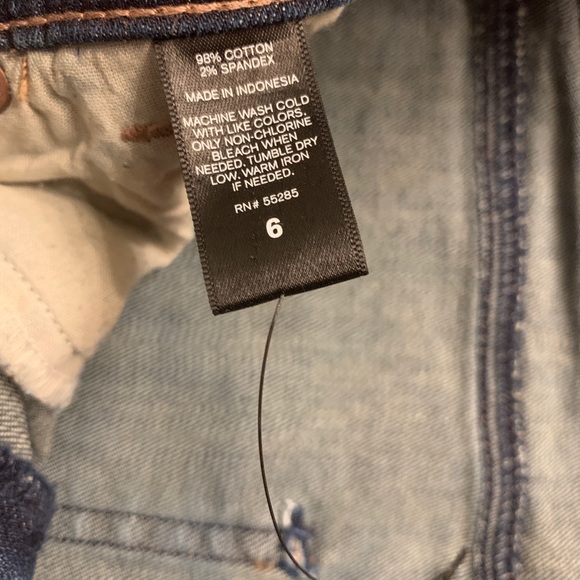 98% COTTON
2% SPANDEX
MADE IN INDONESIA
MACHINE WASH COLD
WITH LIKE COLORS,
ONLY NON-CHLORINE
BLEACH WHEN
NEEDED, TUMBLE DRY
LOW. WARM IRON
IF NEEDED.
RN# 55285
6